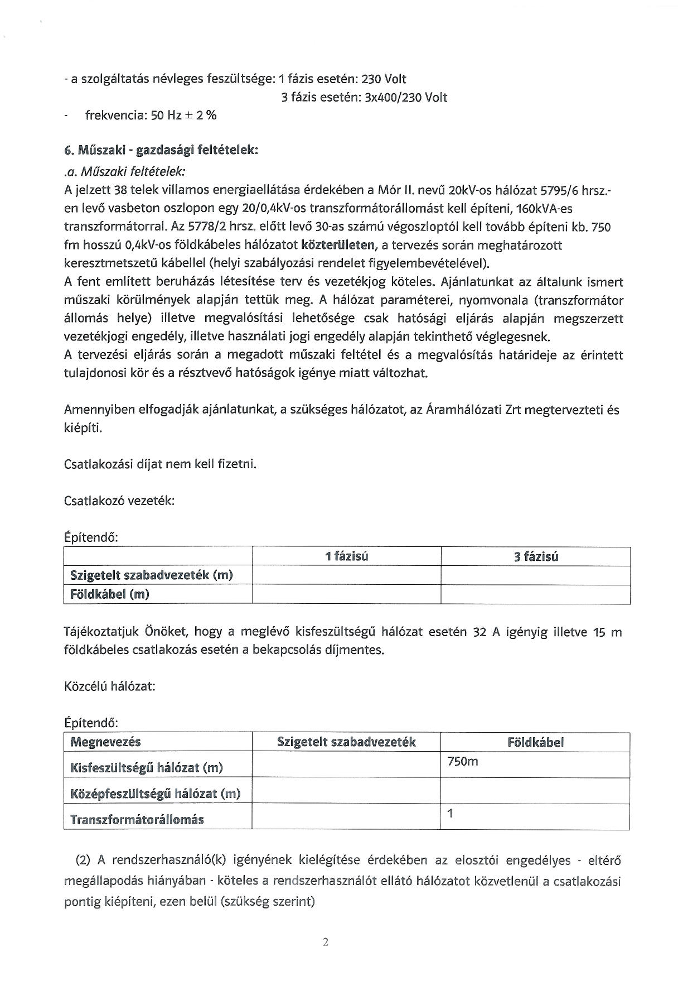 - a szolgáltatás névleges feszültsége: 1 fázis esetén: 230 Volt
3 fázis esetén: 3x400/230 Volt
- frekvencia: 50 Hz ± 2 %
6. Műszaki - gazdasági feltételek:
.a. Műszaki feltételek:
A jelzett 38 telek villamos energiaellátása érdekében a Mór II. nevű 20kV-os hálózat 5795/6 hrsz.-
en levő vasbeton oszlopon egy 20/0,4kV-os transzformátorállomást kell építeni, 160kVA-es
transzformátorral. Az 5778/2 hrsz. előtt levő 30-as számú végoszloptól kell tovább építeni kb. 750
fm hosszú 0,4kV-os földkábeles hálózatot közterületen, a tervezés során meghatározott
keresztmetszetű kábellel (helyi szabályozási rendelet figyelembevételével).
A fent említett beruházás létesítése terv és vezetékjog köteles. Ajánlatunkat az általunk ismert
műszaki körülmények alapján tettük meg. A hálózat paraméterei, nyomvonala (transzformátor
állomás helye) illetve megvalósítási lehetősége csak hatósági eljárás alapján megszerzett
vezetékjogi engedély, illetve használati jogi engedély alapján tekinthető véglegesnek.
A tervezési eljárás során a megadott műszaki feltétel és a megvalósítás határideje az érintett
tulajdonosi kör és a résztvevő hatóságok igénye miatt változhat.
Amennyiben elfogadják ajánlatunkat, a szükséges hálózatot, az Áramhálózati Zrt megtervezteti és
kiépíti.
Csatlakozási díjat nem kell fizetni.
Csatlakozó vezeték:
Építendő:
1 fázisú 3 fázisú
Szigetelt szabadvezeték (m)
Földkábel (m)
Tájékoztatjuk Önöket, hogy a meglévő kisfeszültségű hálózat esetén 32 A igényig illetve 15 m
földkábeles csatlakozás esetén a bekapcsolás díjmentes.
Közcélú hálózat:
Építendő:
Megnevezés Szigetelt szabadvezeték Földkábel
Kisfeszültségű hálózat (m) 750m
Középfeszültségű hálózat (m)
Transzformátorállomás 1
(2) A rendszerhasználó(k) igényének kielégítése érdekében az elosztói engedélyes - eltérő
megállapodás hiányában - köteles a rendszerhasználót ellátó hálózatot közvetlenül a csatlakozási
pontig kiépíteni, ezen belül (szükség szerint)
2